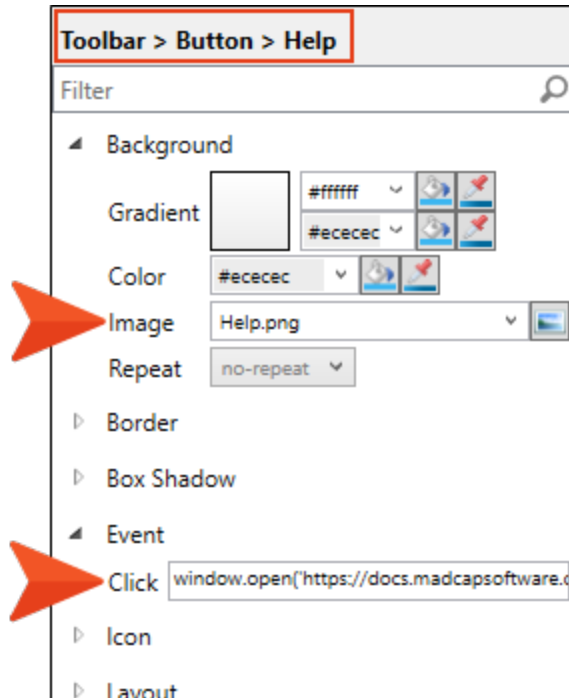 Toolbar > Button > Help
Filter
Background
Gradient
#ffffff
#ececec
Color #ececec
Image Help.png
Repeat no-repeat
Border
Box Shadow
Event
Click window.open('https://docs.madcapsoftware.c
Icon
Layout